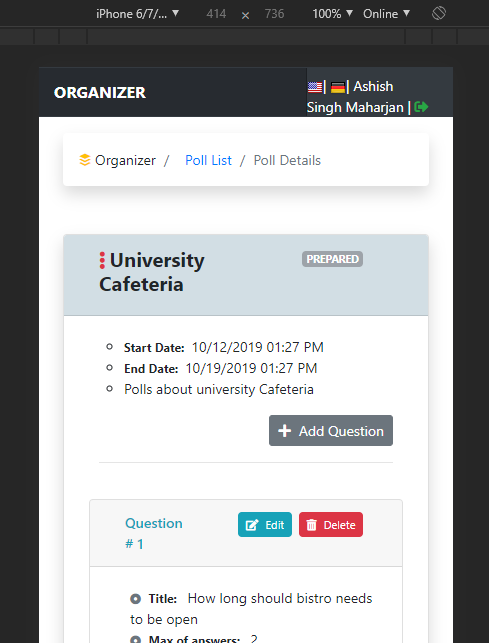 iPhone 6/7/... ▼ 414 × 736 100% ▼ Online ▼
ORGANIZER
| | Ashish
Singh Maharjan |
Organizer / Poll List / Poll Details
University
Cafeteria
PREPARED
Start Date: 10/12/2019 01:27 PM
End Date: 10/19/2019 01:27 PM
Polls about university Cafeteria
+ Add Question
Question
# 1
Edit
Delete
Title: How long should bistro needs
to be open
Max of answers: 2